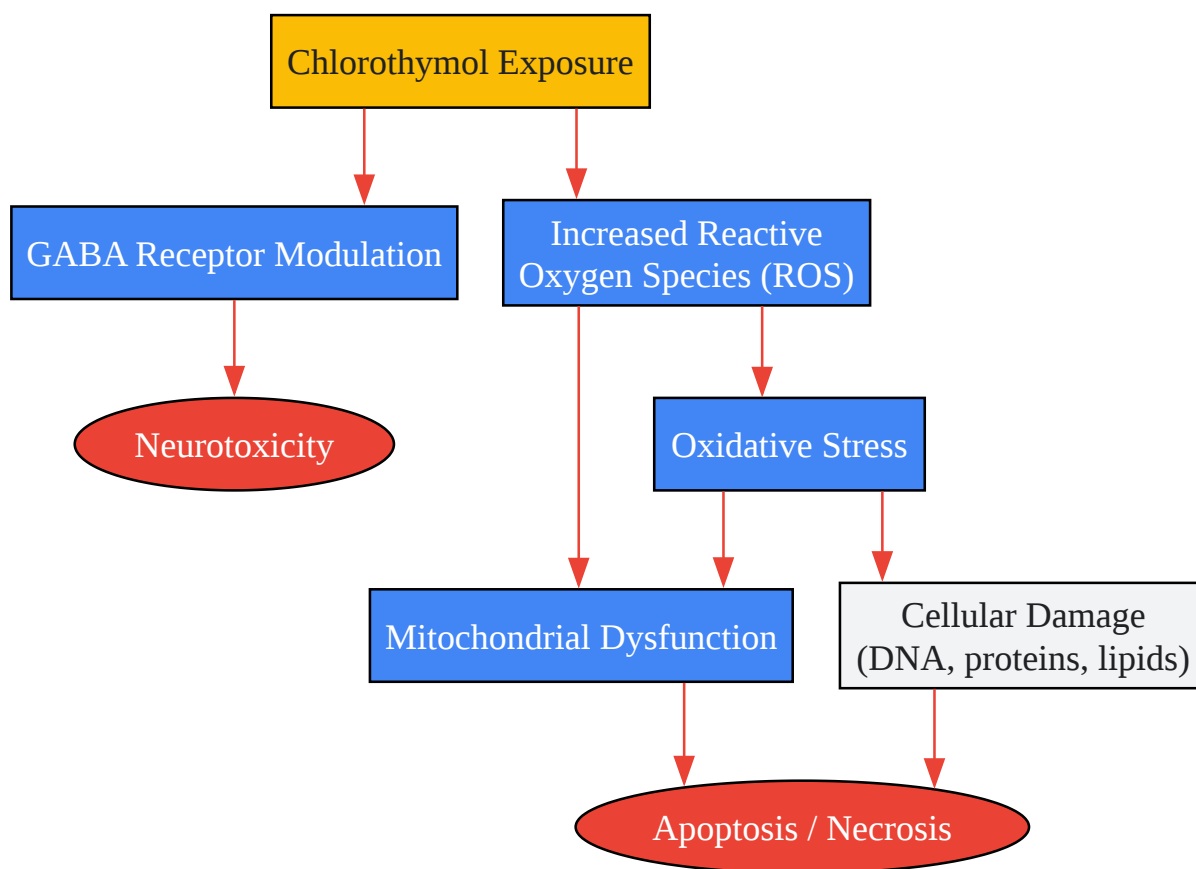 Chlorothymol Exposure
GABA Receptor Modulation
Increased Reactive
Oxygen Species (ROS)
Neurotoxicity
Oxidative Stress
Mitochondrial Dysfunction
Cellular Damage
(DNA, proteins, lipids)
Apoptosis / Necrosis